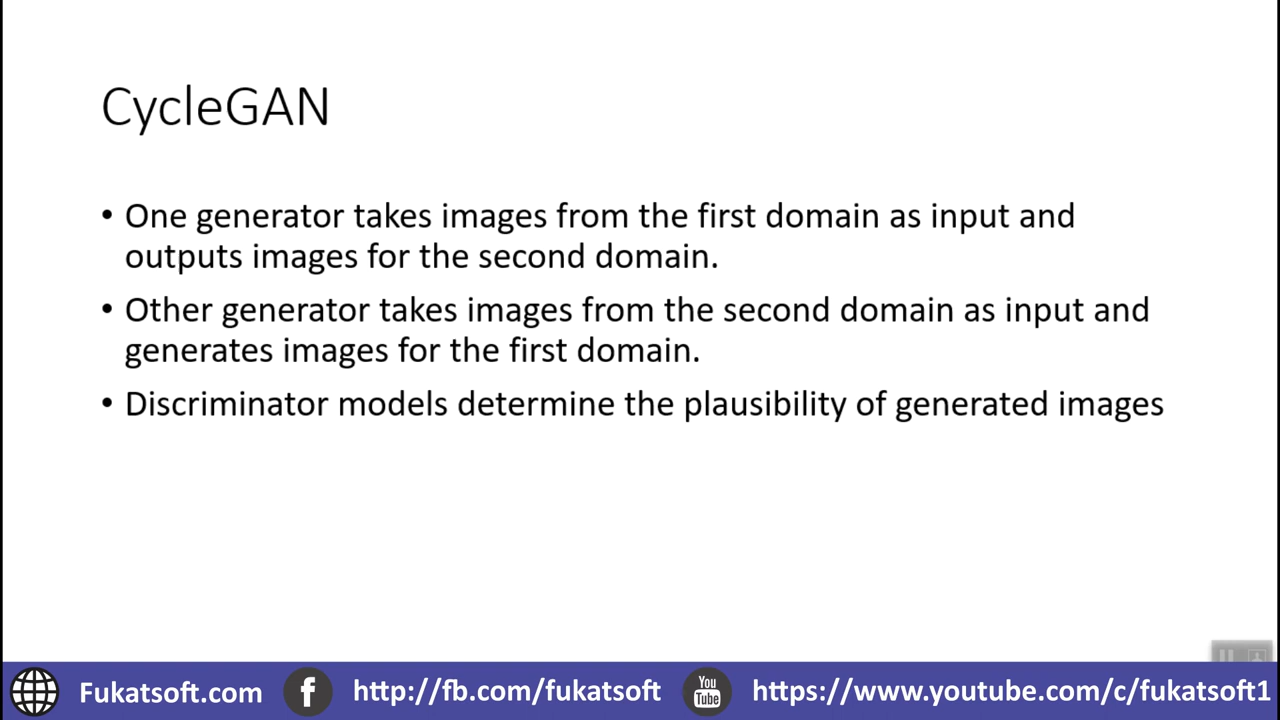 CycleGAN
• One generator takes images from the first domain as input and
outputs images for the second domain.
• Other generator takes images from the second domain as input and
generates images for the first domain.
• Discriminator models determine the plausibility of generated images
Fukatsoft.com f http://fb.com/fukatsoft You Tube https://www.youtube.com/c/fukatsoft1